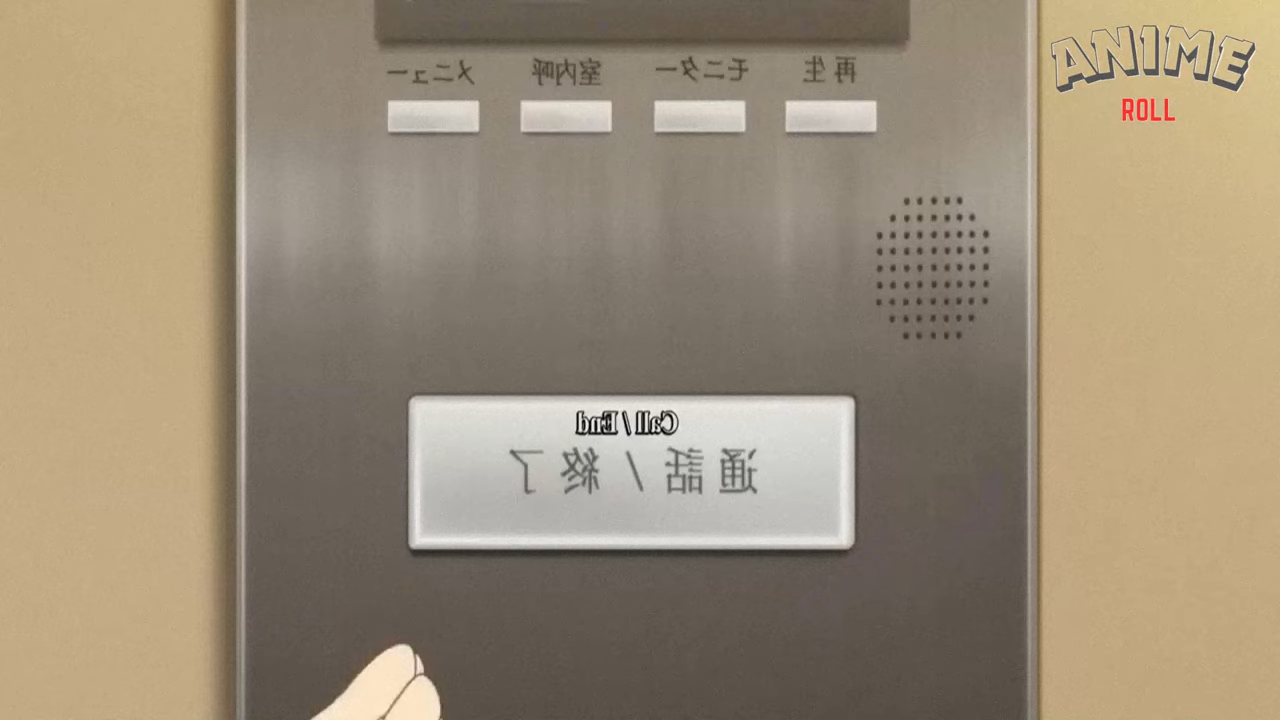 ANIME
ROLL
再生 モニター 室内呼 メニュー
Call / End
通話 / 終了